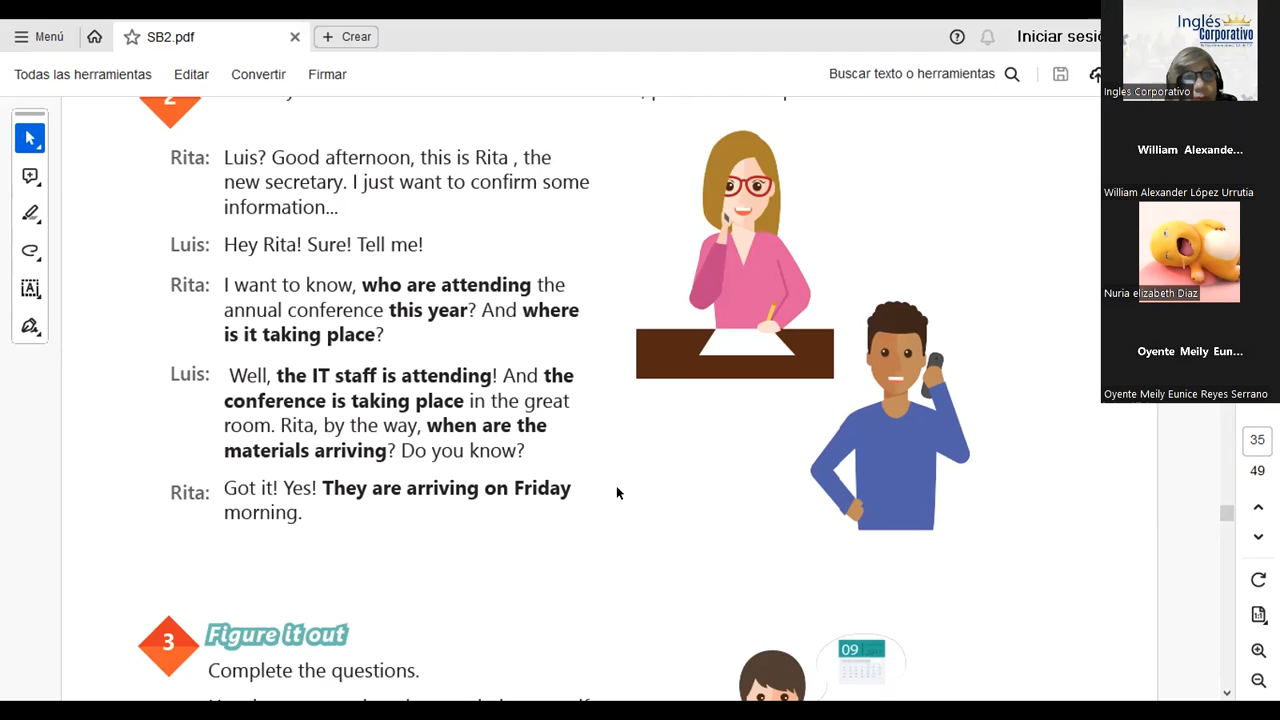 Menú
SB2.pdf
Crear
Iniciar sesi
Todas las herramientas
Editar
Convertir
Firmar
Buscar texto o herramientas
2
Rita: Luis? Good afternoon, this is Rita , the
new secretary. I just want to confirm some
information...
Luis: Hey Rita! Sure! Tell me!
Rita: I want to know, who are attending the
annual conference this year? And where
is it taking place?
Luis: Well, the IT staff is attending! And the
conference is taking place in the great
room. Rita, by the way, when are the
materials arriving? Do you know?
Rita: Got it! Yes! They are arriving on Friday
morning.
3
Figure it out
Complete the questions.
09
Inglés
Corporativo
Ingles Corporativo
William Alexande...
William Alexander López Urrutia
Nuria elizabeth Diaz
Oyente Meily Eun...
Oyente Meily Eunice Reyes Serrano
35
49
1:1